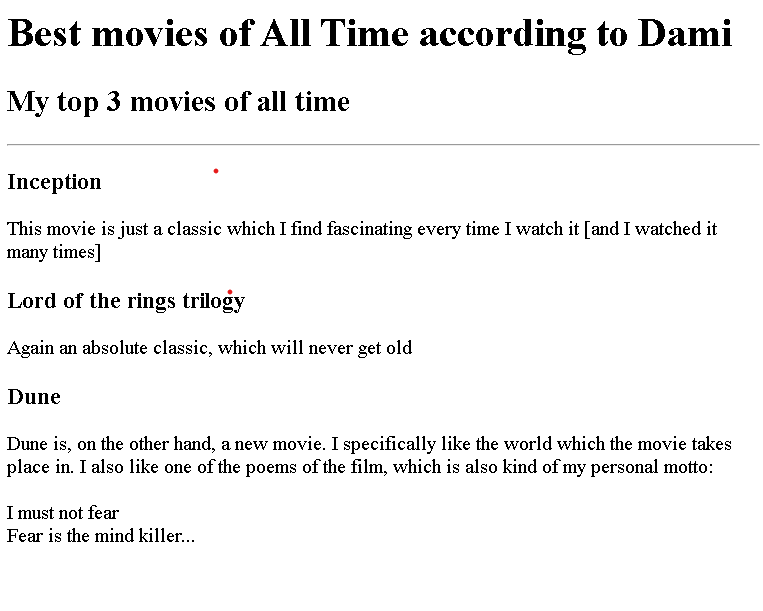 Best movies of All Time according to Dami
My top 3 movies of all time
Inception
This movie is just a classic which I find fascinating every time I watch it [and I watched it
many times]
Lord of the rings trilogy
Again an absolute classic, which will never get old
Dune
Dune is, on the other hand, a new movie. I specifically like the world which the movie takes
place in. I also like one of the poems of the film, which is also kind of my personal motto:
I must not fear
Fear is the mind killer...